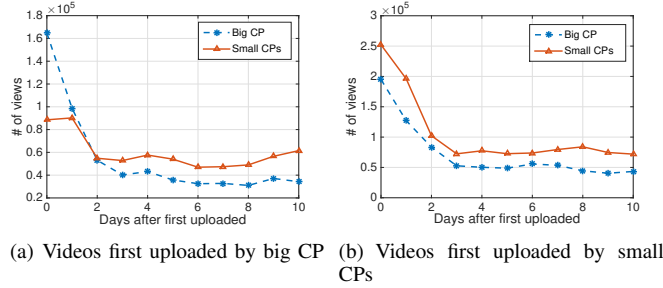 1.8 × 10^5
Big CP
Small CPs
1.6
1.4
1.2
1
0.8
0.6
0.4
0.2
# of views
0 2 4 6 8 10
Days after first uploaded
3 × 10^5
Big CP
Small CPs
2.5
2
1.5
1
0.5
0
# of views
0 2 4 6 8 10
Days after first uploaded
(a) Videos first uploaded by big CP
(b) Videos first uploaded by small
CPs